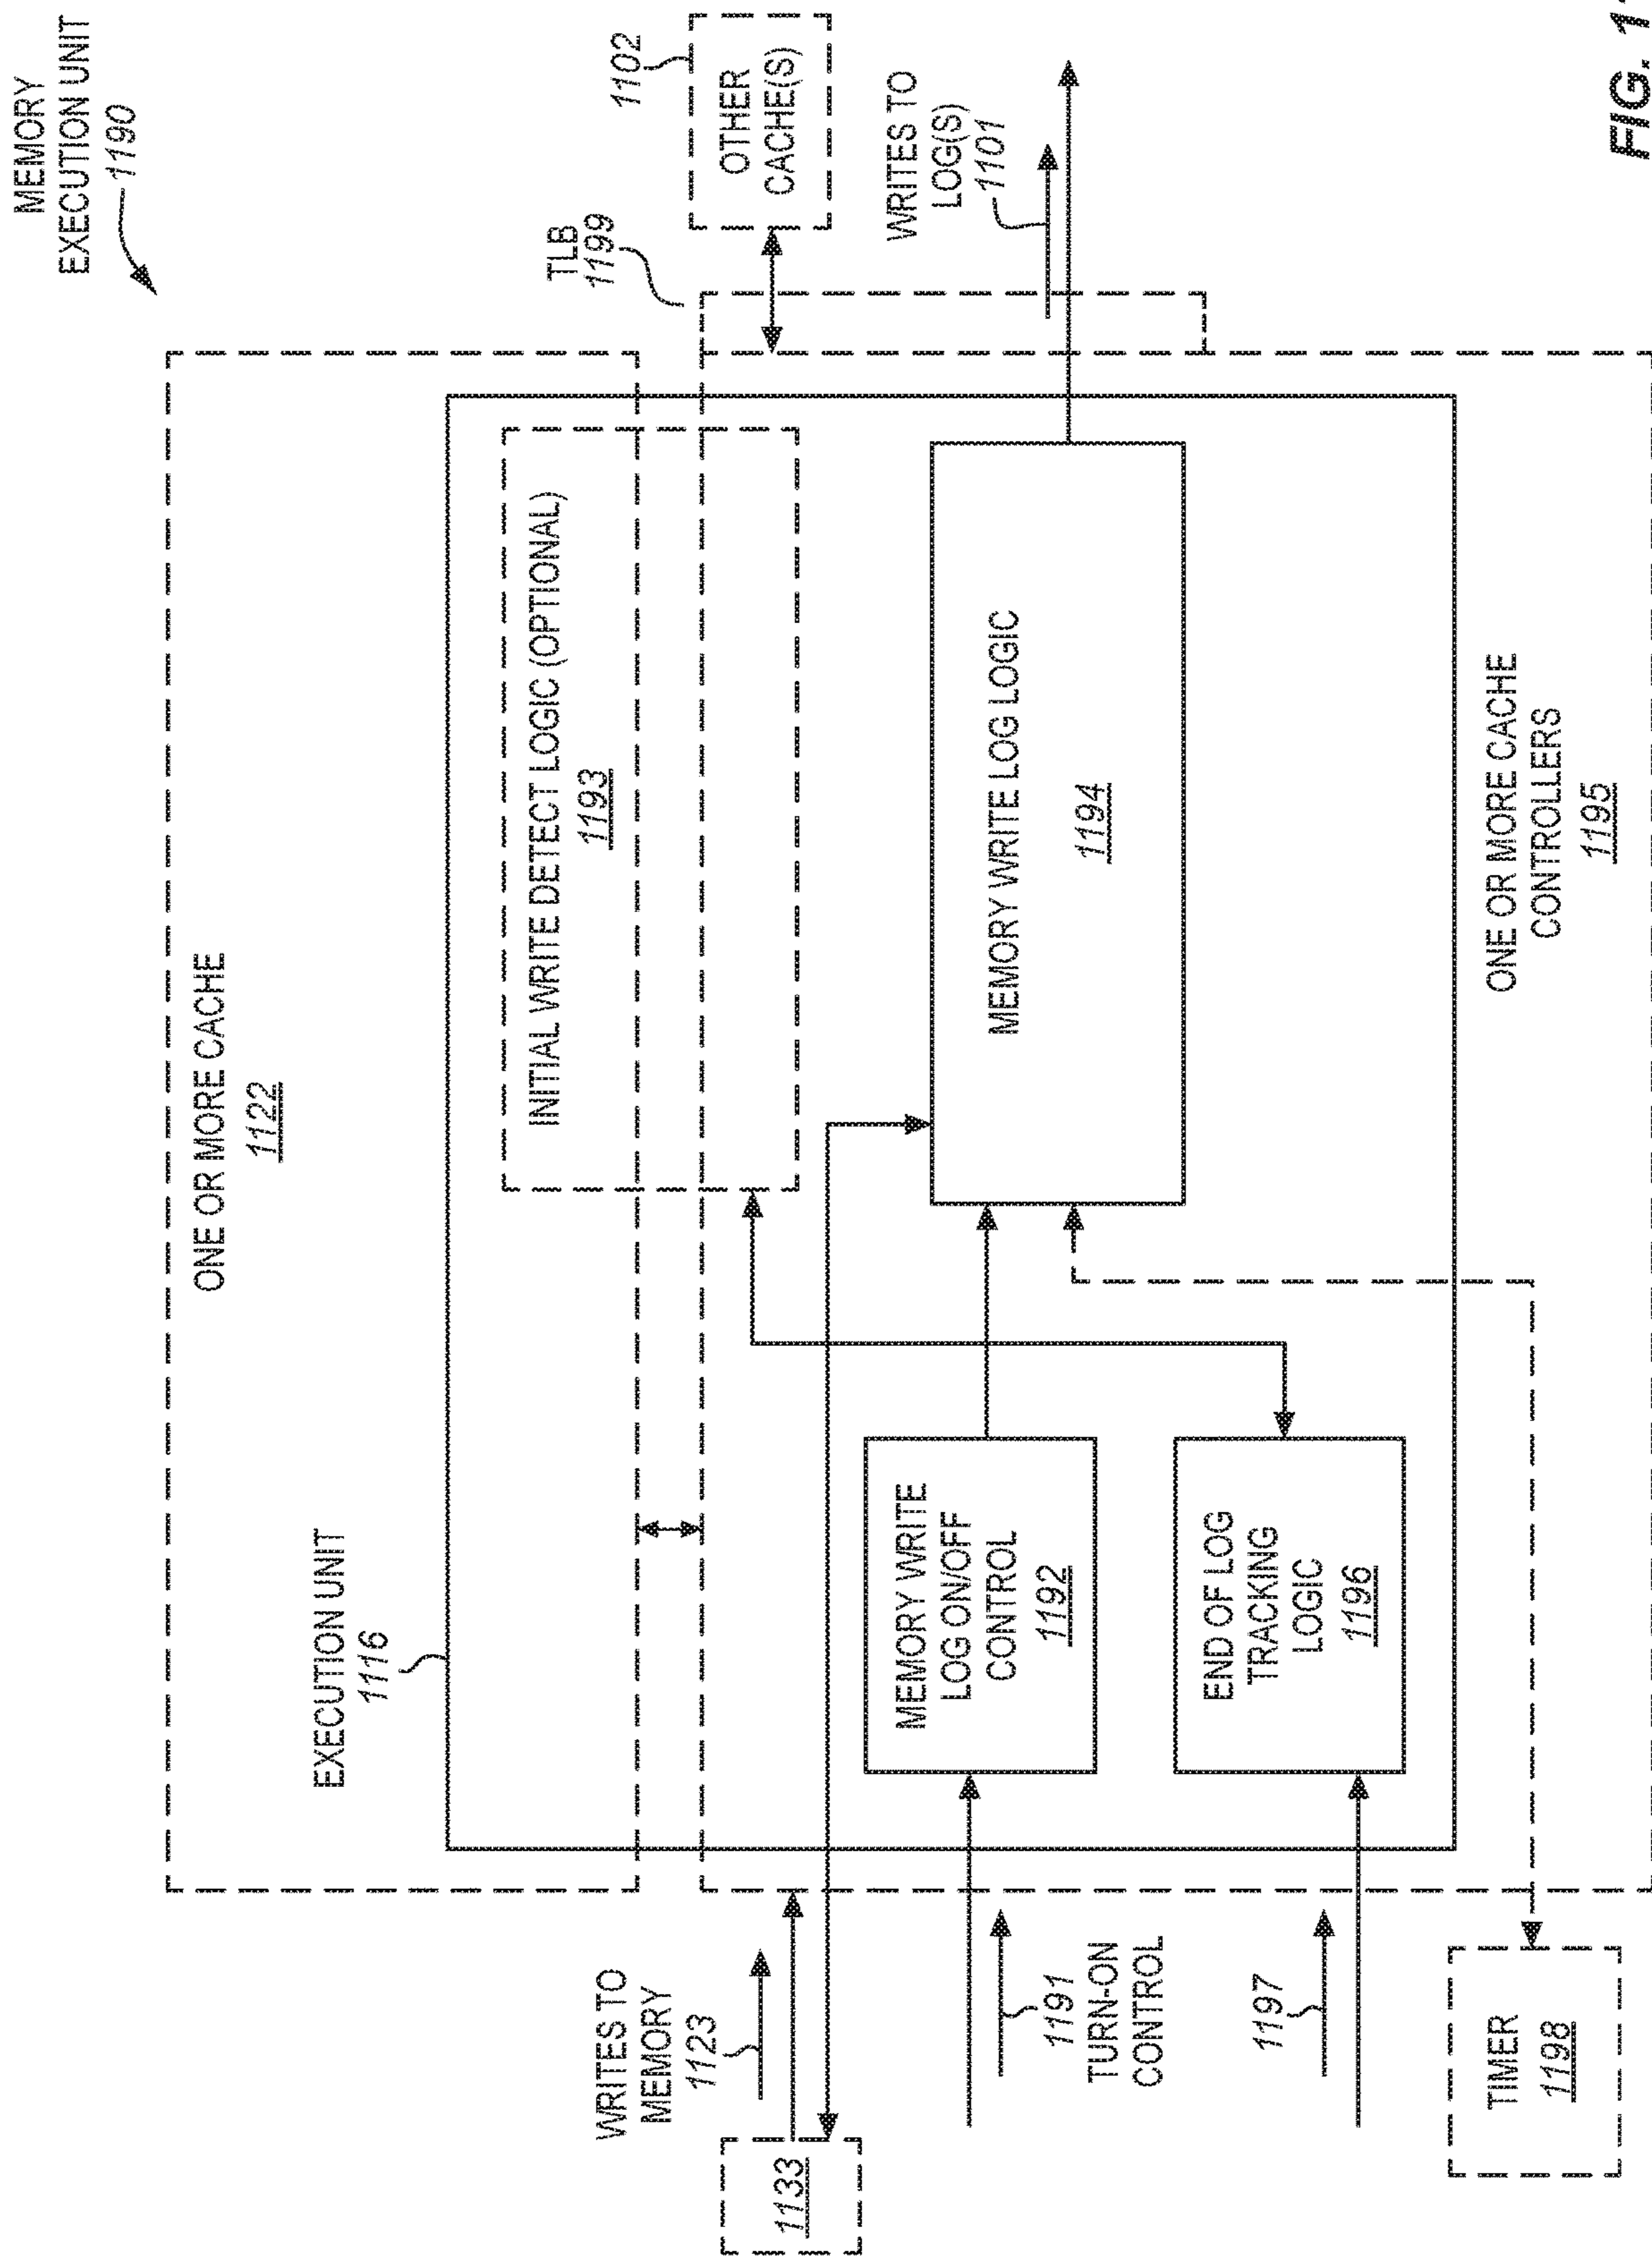 MEMORY
EXECUTION UNIT
1190
ONE OR MORE CACHE
1122
EXECUTION UNIT
1116
INITIAL WRITE DETECT LOGIC (OPTIONAL)
1193
TLB
1199
1102
OTHER
CACHE(S)
WRITES TO
MEMORY
1123
1133
MEMORY WRITE
LOG ON/OFF
CONTROL
1192
MEMORY WRITE LOG LOGIC
1194
WRITES TO
LOG(S)
1101
1191
TURN-ON
CONTROL
END OF LOG
TRACKING
LOGIC
1196
1197
ONE OR MORE CACHE
CONTROLLERS
1195
TIMER
1198
FIG. 11